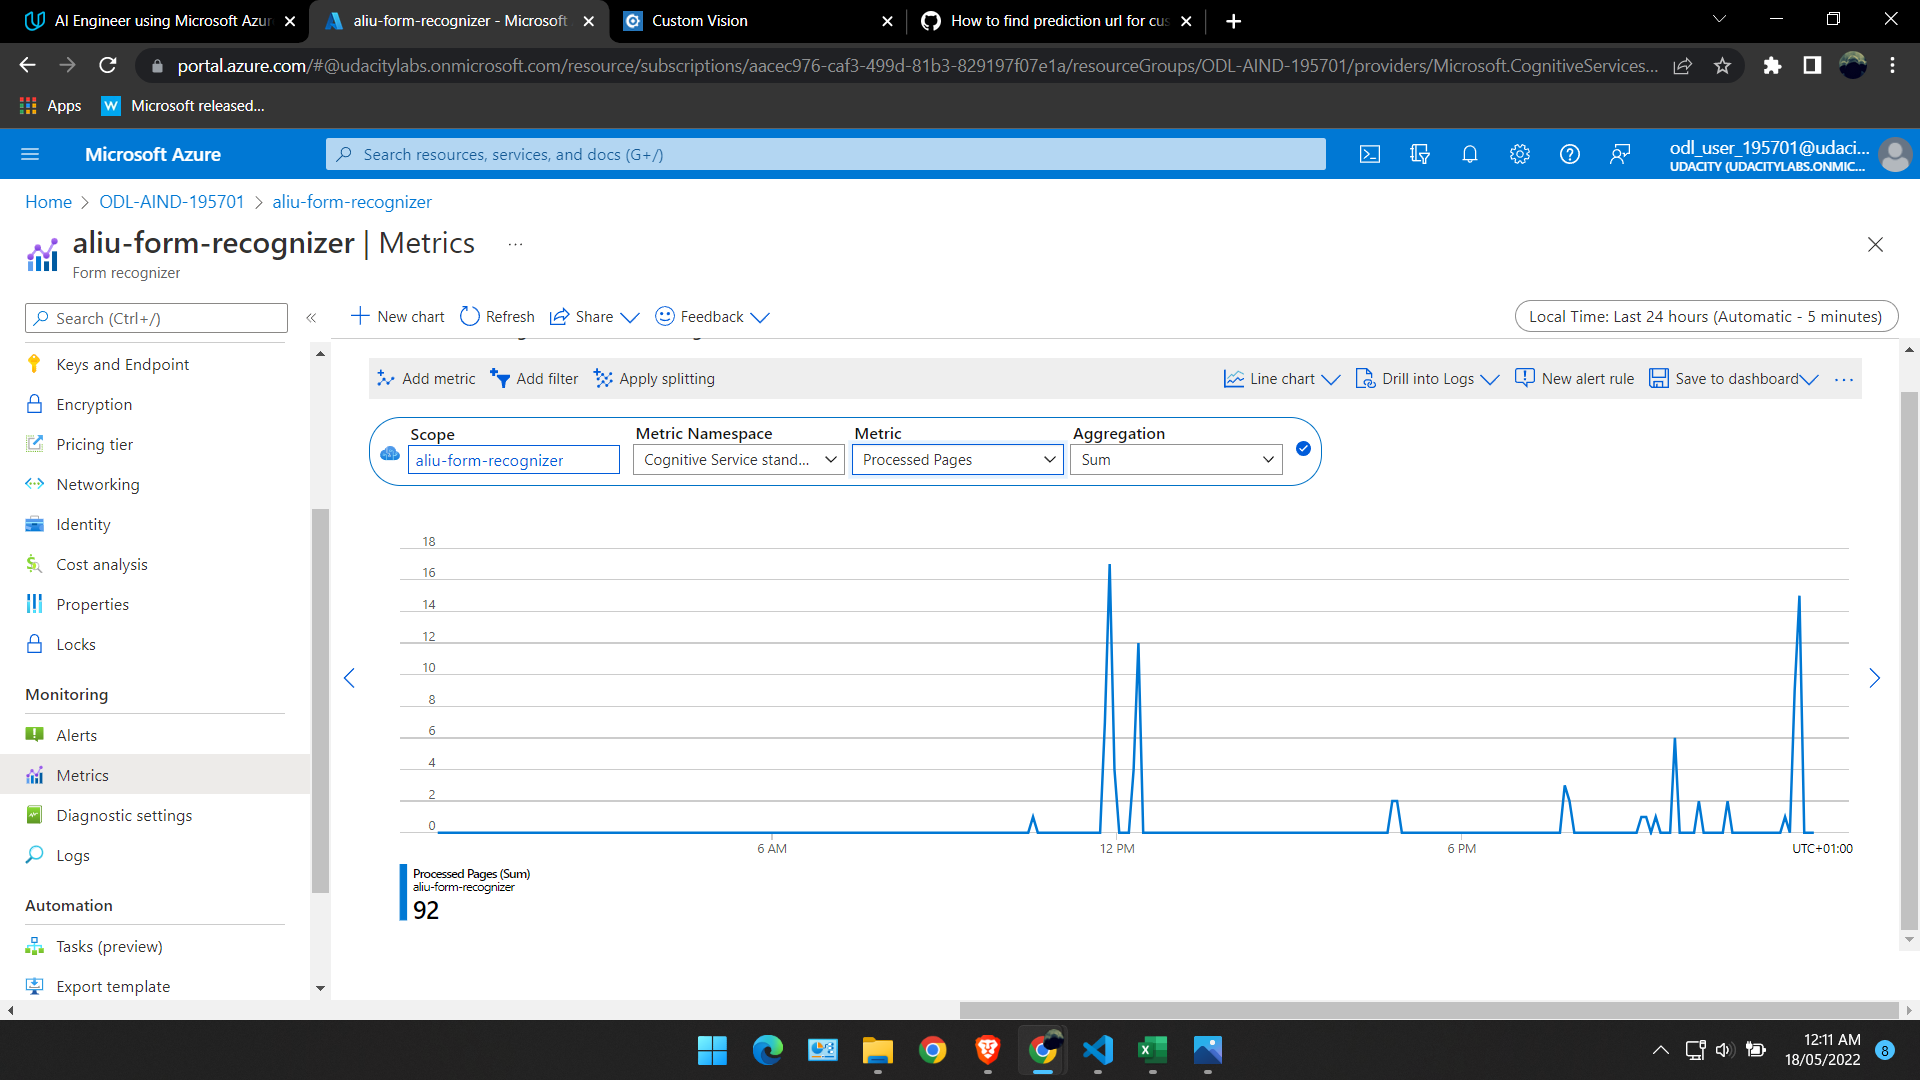 AI Engineer using Microsoft Azur
aliu-form-recognizer - Microsoft
Custom Vision
How to find prediction url for cus
portal.azure.com/#@udacitylabs.onmicrosoft.com/resource/subscriptions/aacec976-caf3-499d-81b3-829197f07e1a/resourceGroups/ODL-AIND-195701/providers/Microsoft.CognitiveServices...
Apps
W
Microsoft released...
Microsoft Azure
Search resources, services, and docs (G+/)
odl_user_195701@udaci...
UDACITY (UDACITYLABS.ONMIC...
Home > ODL-AIND-195701 > aliu-form-recognizer
aliu-form-recognizer | Metrics ...
Form recognizer
Search (Ctrl+/)
«
New chart
Refresh
Share
Feedback
Local Time: Last 24 hours (Automatic - 5 minutes)
Keys and Endpoint
Encryption
Pricing tier
Networking
Identity
Cost analysis
Properties
Locks
Monitoring
Alerts
Metrics
Diagnostic settings
Logs
Automation
Tasks (preview)
Export template
Add metric
Add filter
Apply splitting
Line chart
Drill into Logs
New alert rule
Save to dashboard
...
Scope
aliu-form-recognizer
Metric Namespace
Cognitive Service stand...
Metric
Processed Pages
Aggregation
Sum
18
16
14
12
10
8
6
4
2
0
6 AM
12 PM
6 PM
UTC+01:00
Processed Pages (Sum)
aliu-form-recognizer
92
12:11 AM
18/05/2022
8